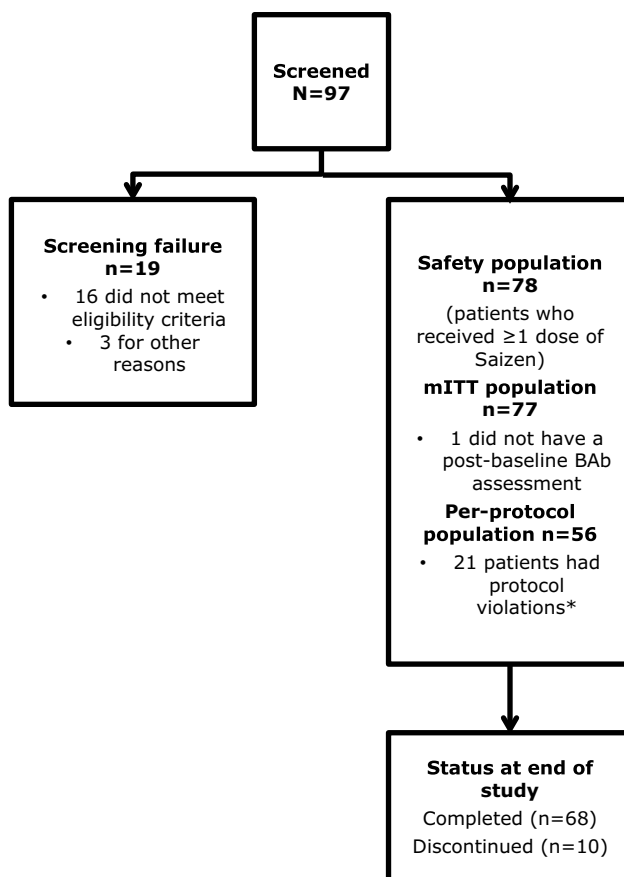 Screened
N=97
Screening failure
n=19
• 16 did not meet
eligibility criteria
• 3 for other
reasons
Safety population
n=78
(patients who
received ≥1 dose of
Saizen)
mITT population
n=77
• 1 did not have a
post-baseline BAb
assessment
Per-protocol
population n=56
• 21 patients had
protocol
violations*
Status at end of
study
Completed (n=68)
Discontinued (n=10)